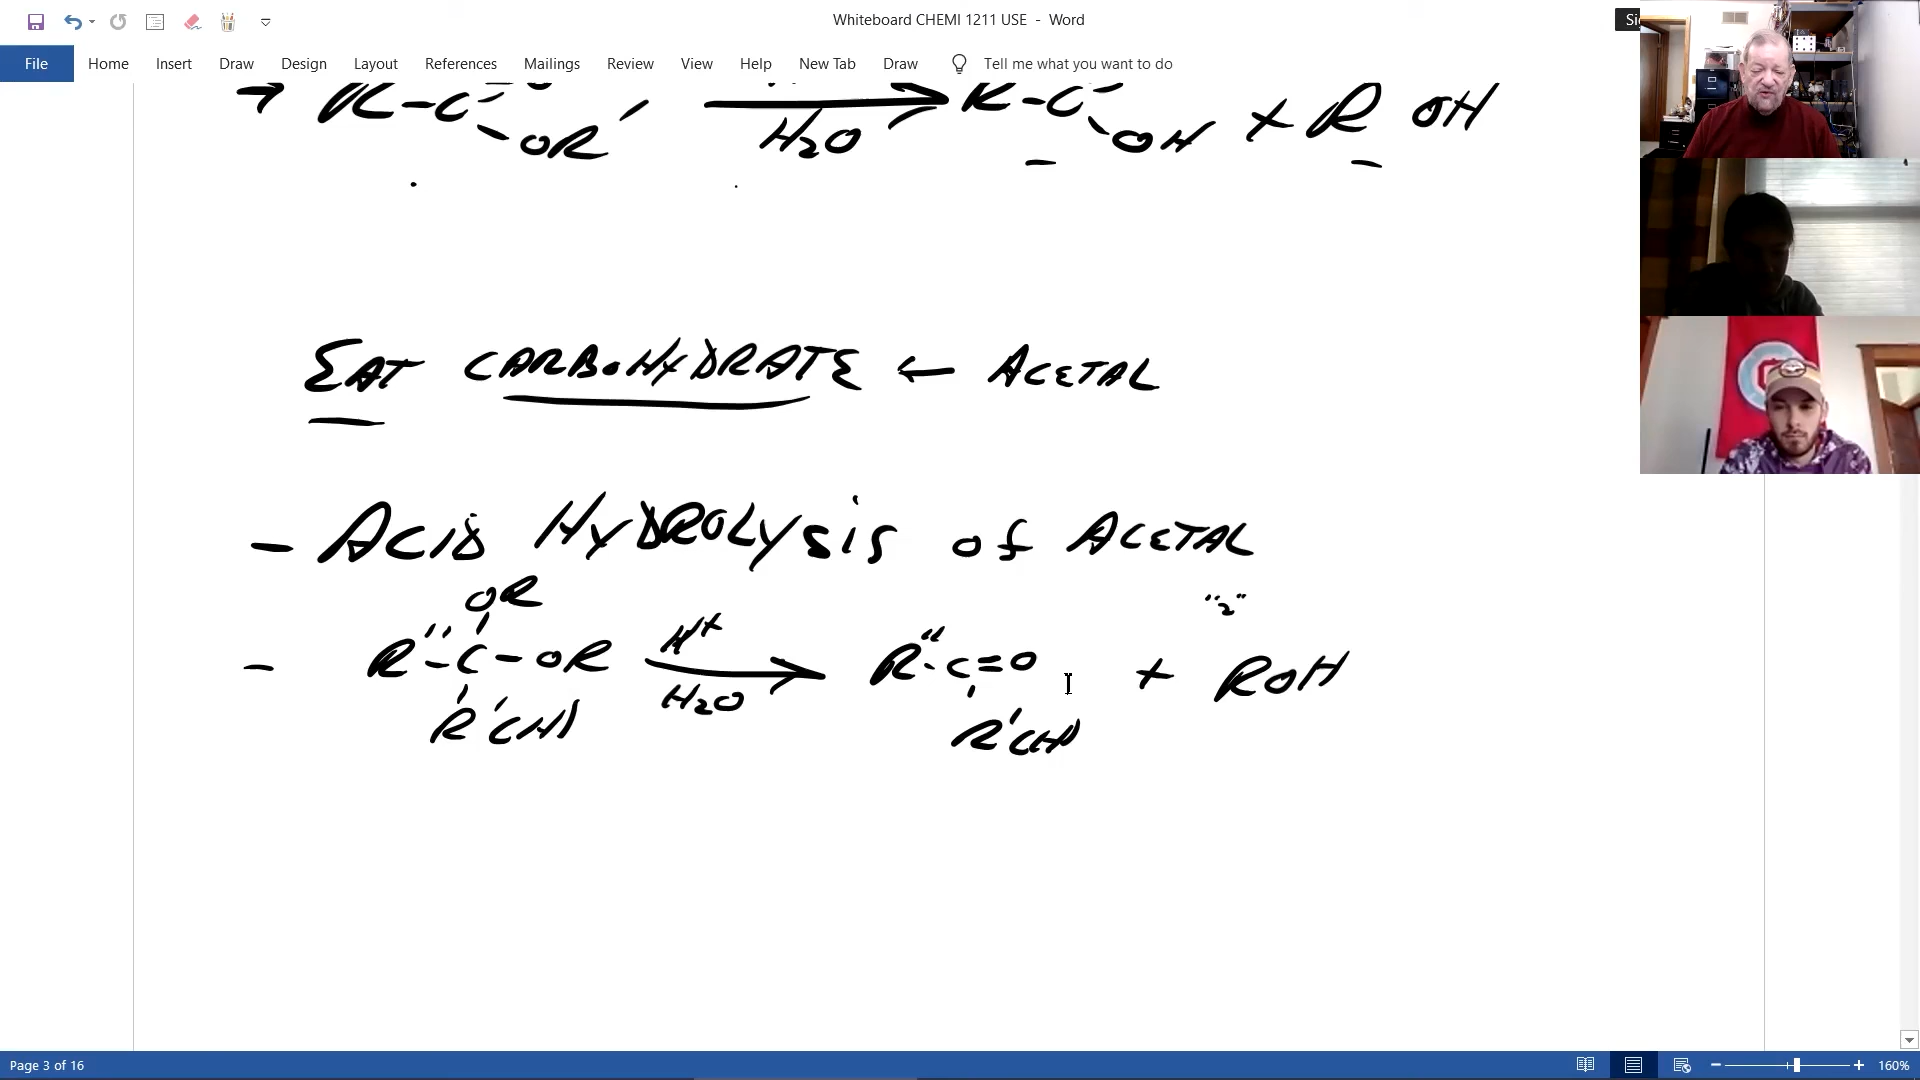 Whiteboard CHEMI 1211 USE - Word
File Home Insert Draw Design Layout References Mailings Review View Help New Tab Draw Tell me what you want to do
→ R-C=O H2O → R-C- + R OH
-OR' OH
EAT CARBOHYDRATE ← ACETAL
- ACID HYDROLYSIS of ACETAL
OR "2"
- R''-C-OR H+ R''-C=O + ROH
H2O
R'(H) R'(H)
Page 3 of 16 160%